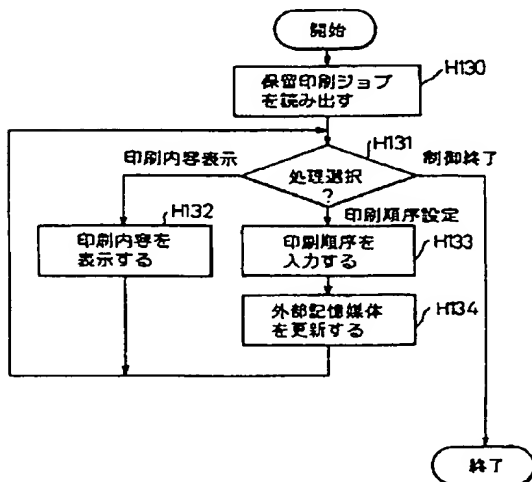 開始
保留印刷ジョブ
を読み出す
H130
H131
印刷内容表示
処理選択
?
制御終了
H132
印刷順序設定
印刷内容を
表示する
印刷順序を
入力する
H133
外部記憶媒体
を更新する
H134
終了